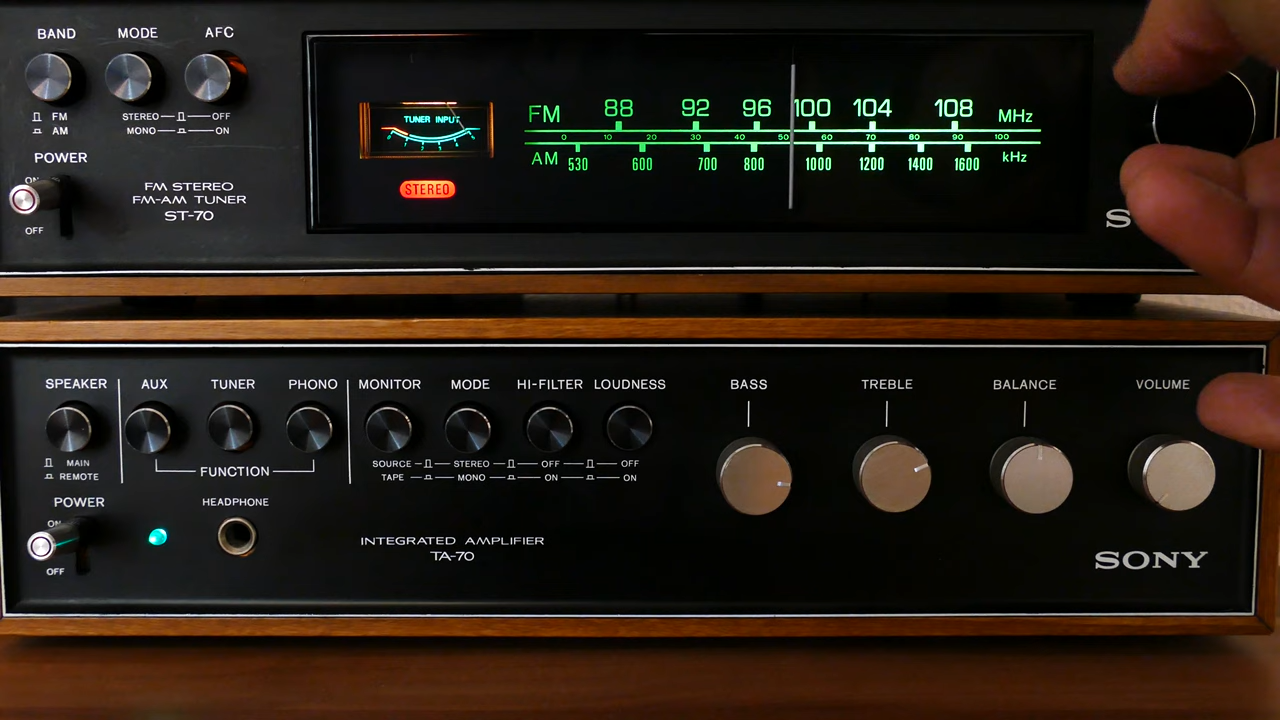 BAND MODE AFC
FM STEREO OFF
AM MONO ON
POWER
ON
OFF
FM STEREO
FM-AM TUNER
ST-70
TUNER INPUT
STEREO
FM 88 92 96 100 104 108 MHz
0 10 20 30 40 50 60 70 80 90 100
AM 530 600 700 800 1000 1200 1400 1600 kHz
S
SPEAKER AUX TUNER PHONO MONITOR MODE HI-FILTER LOUDNESS BASS TREBLE BALANCE VOLUME
MAIN SOURCE STEREO OFF OFF
REMOTE FUNCTION TAPE MONO ON ON
POWER HEADPHONE
ON
OFF
INTEGRATED AMPLIFIER
TA-70
SONY